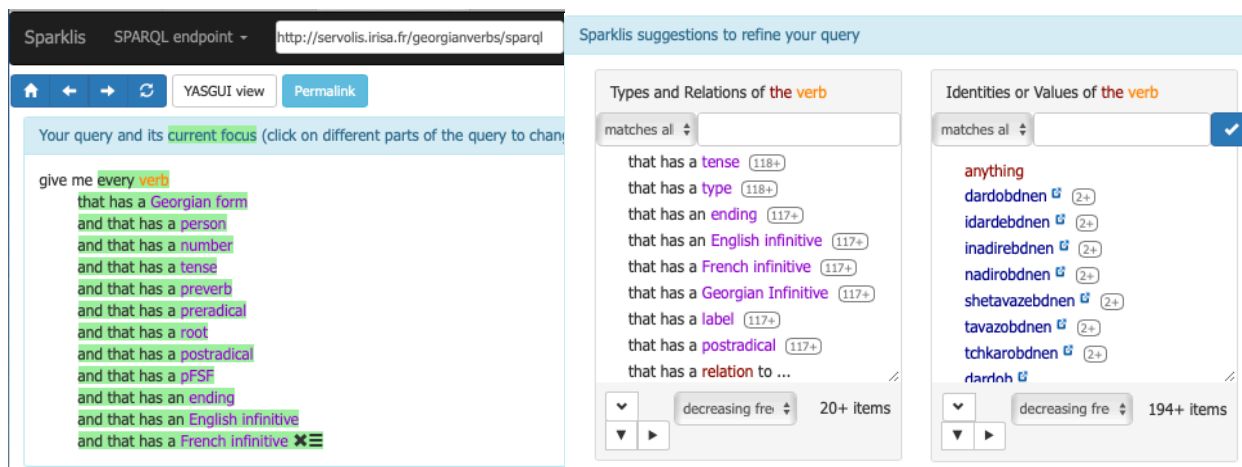 Sparklis SPARQL endpoint http://servolis.irisa.fr/georgianverbs/sparql
YASGUI view Permalink
Your query and its current focus (click on different parts of the query to chan
give me every verb
that has a Georgian form
and that has a person
and that has a number
and that has a tense
and that has a preverb
and that has a preradical
and that has a root
and that has a postradical
and that has a pFSF
and that has an ending
and that has an English infinitive
and that has a French infinitive
Sparklis suggestions to refine your query
Types and Relations of the verb
matches al
that has a tense 118+
that has a type 118+
that has an ending 117+
that has an English infinitive 117+
that has a French infinitive 117+
that has a Georgian Infinitive 117+
that has a label 117+
that has a postradical 117+
that has a relation to ...
decreasing fre 20+ items
Identities or Values of the verb
matches al
anything
dardobdnen 2+
idardebdnen 2+
inadirebdnen 2+
nadirobdnen 2+
shetavazebdnen 2+
tavazobdnen 2+
tchkarobdnen 2+
dardob
decreasing fre 194+ items